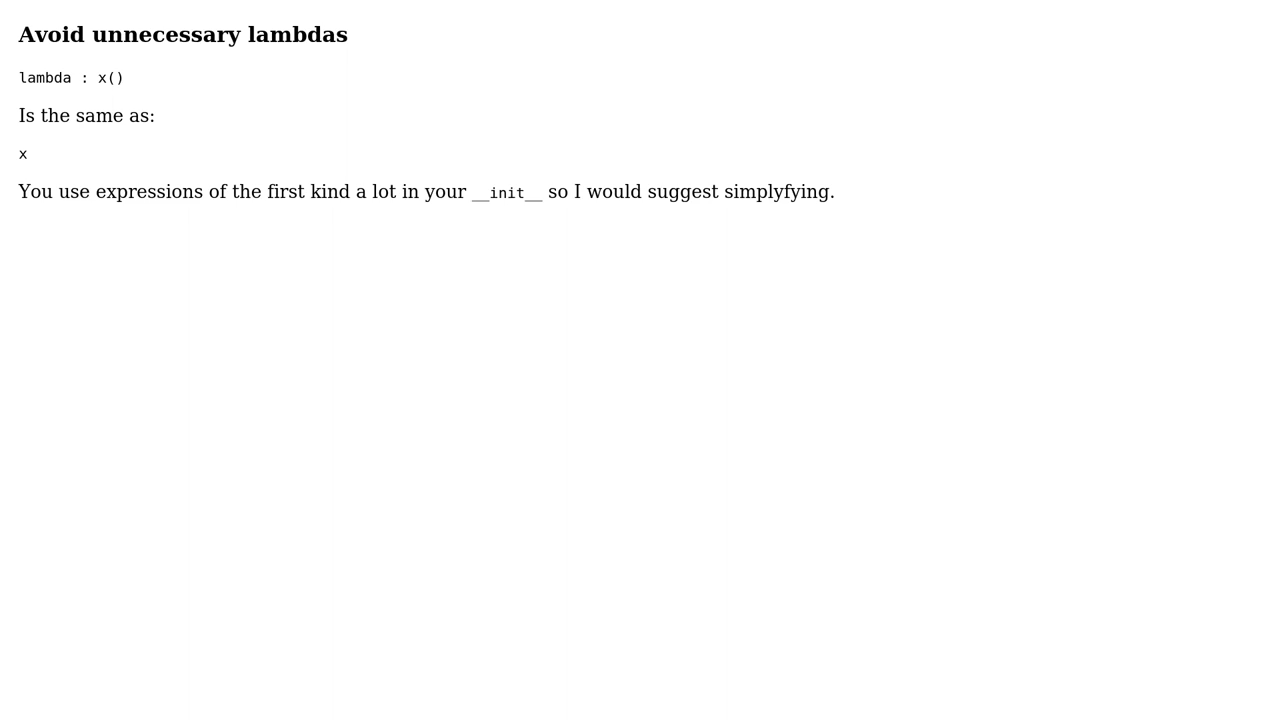 Avoid unnecessary lambdas
lambda : x()
Is the same as:
x
You use expressions of the first kind a lot in your __init__ so I would suggest simplyfying.